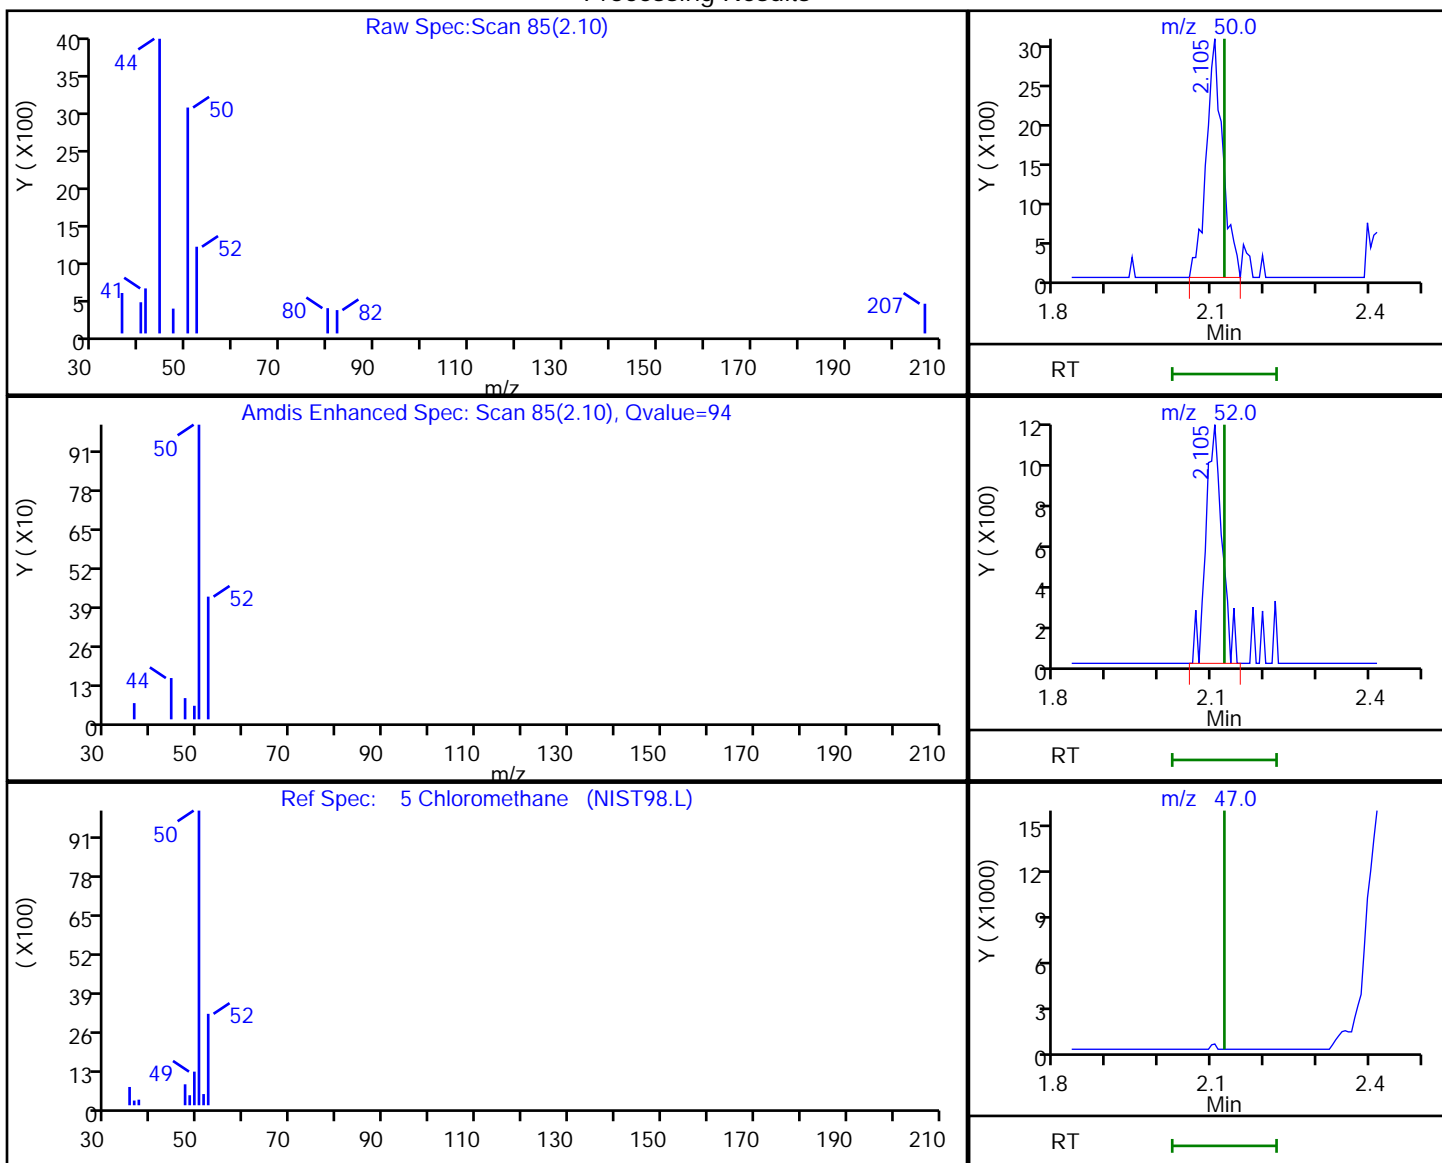 Processing Results
Raw Spec:Scan 85(2.10)
Y ( X100)
40
35
30
25
20
15
10
5
0
44
50
52
41
80
82
207
30 50 70 90 110 130 150 170 190 210
m/z
m/z 50.0
Y ( X100)
30
25
20
15
10
5
0
2.105
1.8 2.1 2.4
Min
RT
Amdis Enhanced Spec: Scan 85(2.10), Qvalue=94
Y ( X10)
91
78
65
52
39
26
13
0
50
52
44
30 50 70 90 110 130 150 170 190 210
m/z
m/z 52.0
Y ( X100)
12
10
8
6
4
2
0
2.105
1.8 2.1 2.4
Min
RT
Ref Spec: 5 Chloromethane (NIST98.L)
( X100)
91
78
65
52
39
26
13
0
50
52
49
30 50 70 90 110 130 150 170 190 210
m/z 47.0
Y ( X1000)
15
12
9
6
3
0
1.8 2.1 2.4
Min
RT